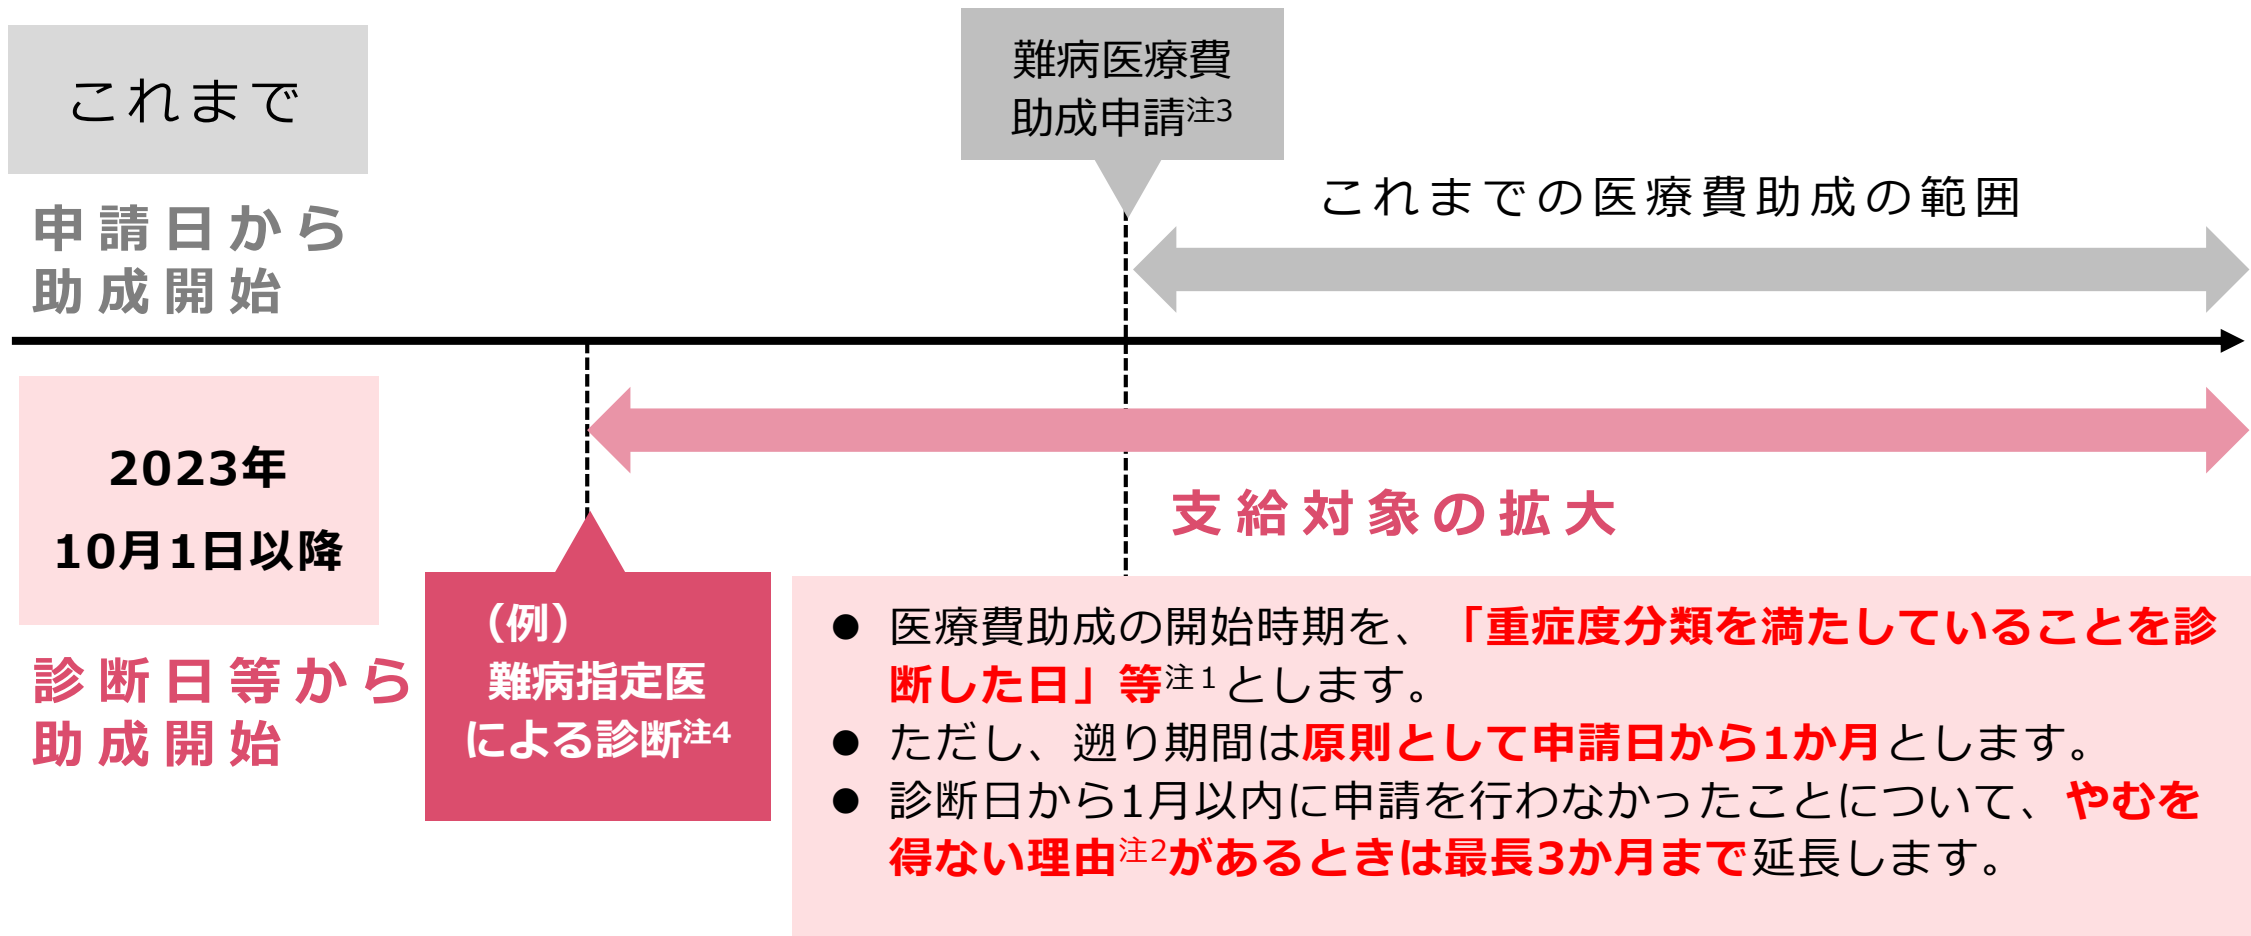 これまで
申請日から
助成開始
難病医療費
助成申請注3
これまでの医療費助成の範囲
2023年
10月1日以降
診断日等から
助成開始
（例）
難病指定医
による診断注4
支給対象の拡大
● 医療費助成の開始時期を、「重症度分類を満たしていることを診
断した日」等注１とします。
● ただし、遡り期間は原則として申請日から1か月とします。
● 診断日から1月以内に申請を行わなかったことについて、やむを
得ない理由注2があるときは最長3か月まで延長します。